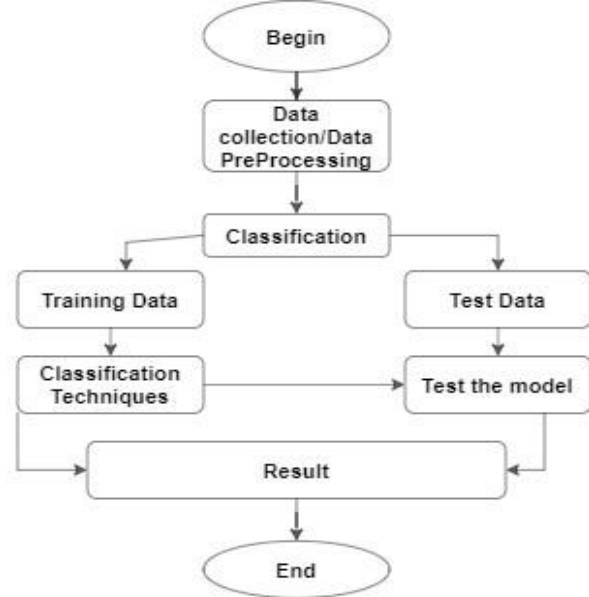 Begin
Data
collection/Data
PreProcessing
Classification
Training Data
Test Data
Classification
Techniques
Test the model
Result
End